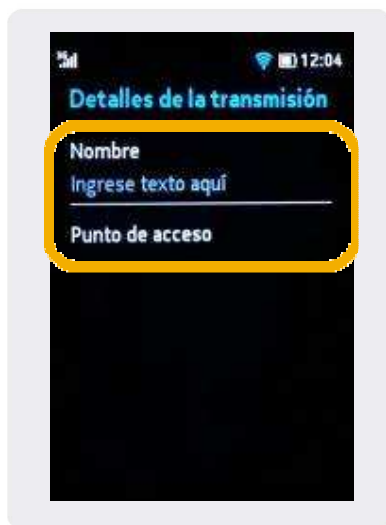 12:04
Detalles de la transmisión
Nombre
Ingrese texto aquí
Punto de acceso